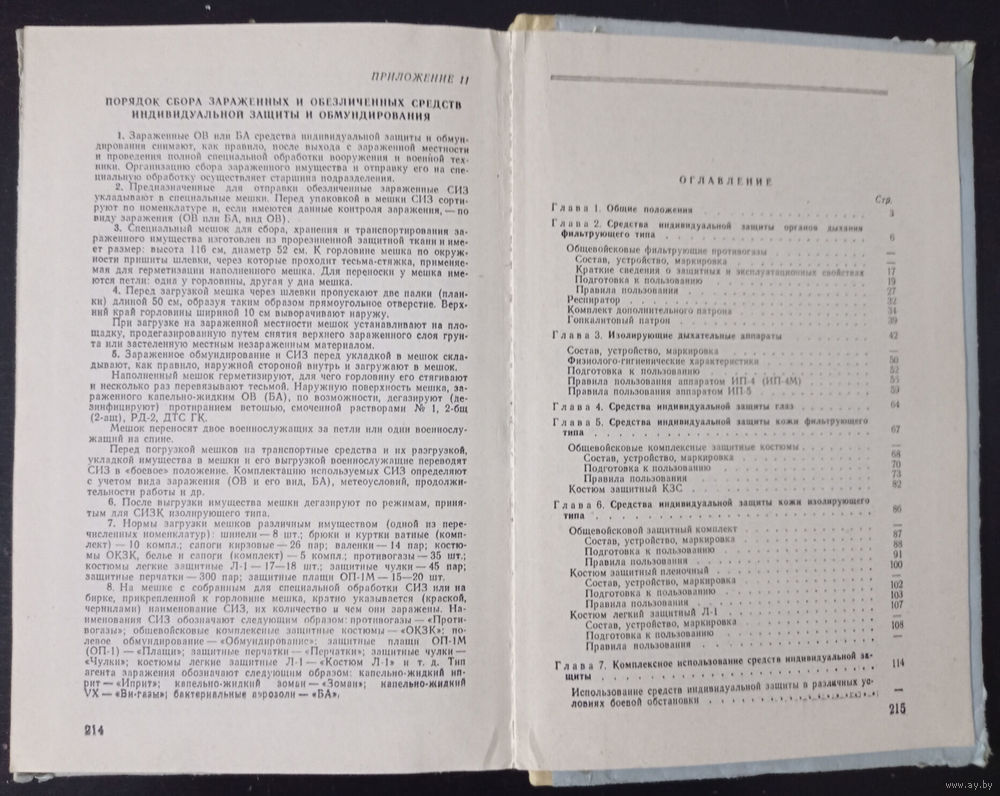 ПРИЛОЖЕНИЕ 11
ПОРЯДОК СБОРА ЗАРАЖЕННЫХ И ОБЕЗЛИЧЕННЫХ СРЕДСТВ
ИНДИВИДУАЛЬНОЙ ЗАЩИТЫ И ОБМУНДИРОВАНИЯ
1. Зараженные ОВ или БА средства индивидуальной защиты и обмун-
дирования снимают, как правило, после выхода с зараженной местности
и проведения полной специальной обработки вооружения и военной тех-
ники. Организацию сбора зараженного имущества и отправку его на спе-
циальную обработку осуществляет старшина подразделения.
2. Предназначенные для отправки обезличенные зараженные СИЗ
укладывают в специальные мешки. Перед упаковкой в мешки СИЗ сорти-
руют по номенклатуре и, если имеются данные контроля заражения, — по
виду заражения (ОВ или БА, вид ОВ).
3. Специальный мешок для сбора, хранения и транспортирования за-
раженного имущества изготовлен из прорезиненной защитной ткани и име-
ет размер: высота 116 см, диаметр 52 см. К горловине мешка по окруж-
ности пришиты шлевки, через которые проходит тесьма-стяжка, применяе-
мая для герметизации наполненного мешка. Для переноски у мешка име-
ются петли: одна у горловины, другая у дна мешка.
4. Перед загрузкой мешка через шлевки пропускают две палки (план-
ки) длиной 50 см, образуя таким образом прямоугольное отверстие. Верх-
ний край горловины шириной 10 см выворачивают наружу.
При загрузке на зараженной местности мешок устанавливают на пло-
щадку, продегазированную путем снятия верхнего зараженного слоя грун-
та или застеленную местным незараженным материалом.
5. Зараженное обмундирование и СИЗ перед укладкой в мешок скла-
дывают, как правило, наружной стороной внутрь и загружают в мешок.
Наполненный мешок герметизируют, для чего горловину его стягивают
и несколько раз перевязывают тесьмой. Наружную поверхность мешка, за-
раженного капельно-жидким ОВ (БА), по возможности, дегазируют (де-
зинфицируют) протиранием ветошью, смоченной растворами № 1, 2-бщ
(2-ащ), РД-2, ДТС ГК.
Мешок переносят двое военнослужащих за петли или один военнослу-
жащий на спине.
Перед погрузкой мешков на транспортные средства и их разгрузкой,
укладкой имущества в мешки и его выгрузкой военнослужащие переводят
СИЗ в «боевое» положение. Комплектацию используемых СИЗ определяют
с учетом вида заражения (ОВ и его вид, БА), метеоусловий, продолжи-
тельности работы и др.
6. После выгрузки имущества мешки дегазируют по режимам, приня-
тым для СИЗК изолирующего типа.
7. Нормы загрузки мешков различным имуществом (одной из пере-
численных номенклатур): шинели — 8 шт.; брюки и куртки ватные (комп-
лект) — 10 компл.; сапоги кирзовые — 26 пар; валенки — 14 пар; костю-
мы ОКЗК, белье и сапоги (комплект) — 5 компл.; противогазы — 35 шт.;
костюмы легкие защитные Л-1 — 17—18 шт.; защитные чулки — 45 пар;
защитные перчатки — 300 пар; защитные плащи ОП-1М — 15—20 шт.
8. На мешке с собранным для специальной обработки СИЗ или на
бирке, прикрепленной к горловине мешка, кратно указывается (краской,
чернилами) наименование СИЗ, их количество и чем они заражены. На-
именования СИЗ обозначают следующим образом: противогазы — «Проти-
вогазы»; общевойсковые комплексные защитные костюмы — «ОКЗК»; по-
левое обмундирование — «Обмундирование»; защитные плащи ОП-1М
(ОП-1) — «Плащи»; защитные перчатки — «Перчатки»; защитные чулки —
«Чулки»; костюмы легкие защитные Л-1 — «Костюм Л-1» и т. д. Тип
агента заражения обозначают следующим образом: капельно-жидкий ип-
рит — «Иприт»; капельно-жидкий зоман — «Зоман»; капельно-жидкий
VX — «Ви-газы»; бактериальные аэрозоли — «БА».
214
ОГЛАВЛЕНИЕ
Стр.
Глава 1. Общие положения . . . 3
Глава 2. Средства индивидуальной защиты органов дыхания
фильтрующего типа . . . 6
Общевойсковые фильтрующие противогазы . . . —
Состав, устройство, маркировка . . . —
Краткие сведения о защитных и эксплуатационных свойствах 17
Подготовка к пользованию . . . 19
Правила пользования . . . 27
Респиратор . . . 32
Комплект дополнительного патрона . . . 34
Гопкалитовый патрон . . . 39
Глава 3. Изолирующие дыхательные аппараты 42
Состав, устройство, маркировка . . . —
Физиолого-гигиенические характеристики . . . 50
Подготовка к пользованию . . . 52
Правила пользования аппаратом ИП-4 (ИП-4М) . . . 55
Правила пользования аппаратом ИП-5 . . . 59
Глава 4. Средства индивидуальной защиты глаз . . . 64
Глава 5. Средства индивидуальной защиты кожи фильтрующего
типа . . . 67
Общевойсковые комплексные защитные костюмы . . . —
Состав, устройство, маркировка . . . 68
Подготовка к пользованию . . . 70
Правила пользования . . . 73
Костюм защитный КЗС . . . 82
Глава 6. Средства индивидуальной защиты кожи изолирующего
типа . . . 86
Общевойсковой защитный комплект . . . —
Состав, устройство, маркировка . . . 87
Подготовка к пользованию . . . 88
Правила пользования . . . 91
Костюм защитный пленочный . . . 100
Состав, устройство, маркировка . . . —
Подготовка к пользованию . . . 102
Правила пользования . . . 103
Костюм легкий защитный Л-1 . . . 107
Состав, устройство, маркировка . . . —
Подготовка к пользованию . . . 108
Правила пользования . . . —
Глава 7. Комплексное использование средств индивидуальной за-
щиты . . . 114
Использование средств индивидуальной защиты в различных ус-
ловиях боевой обстановки . . . —
215
www.ay.by